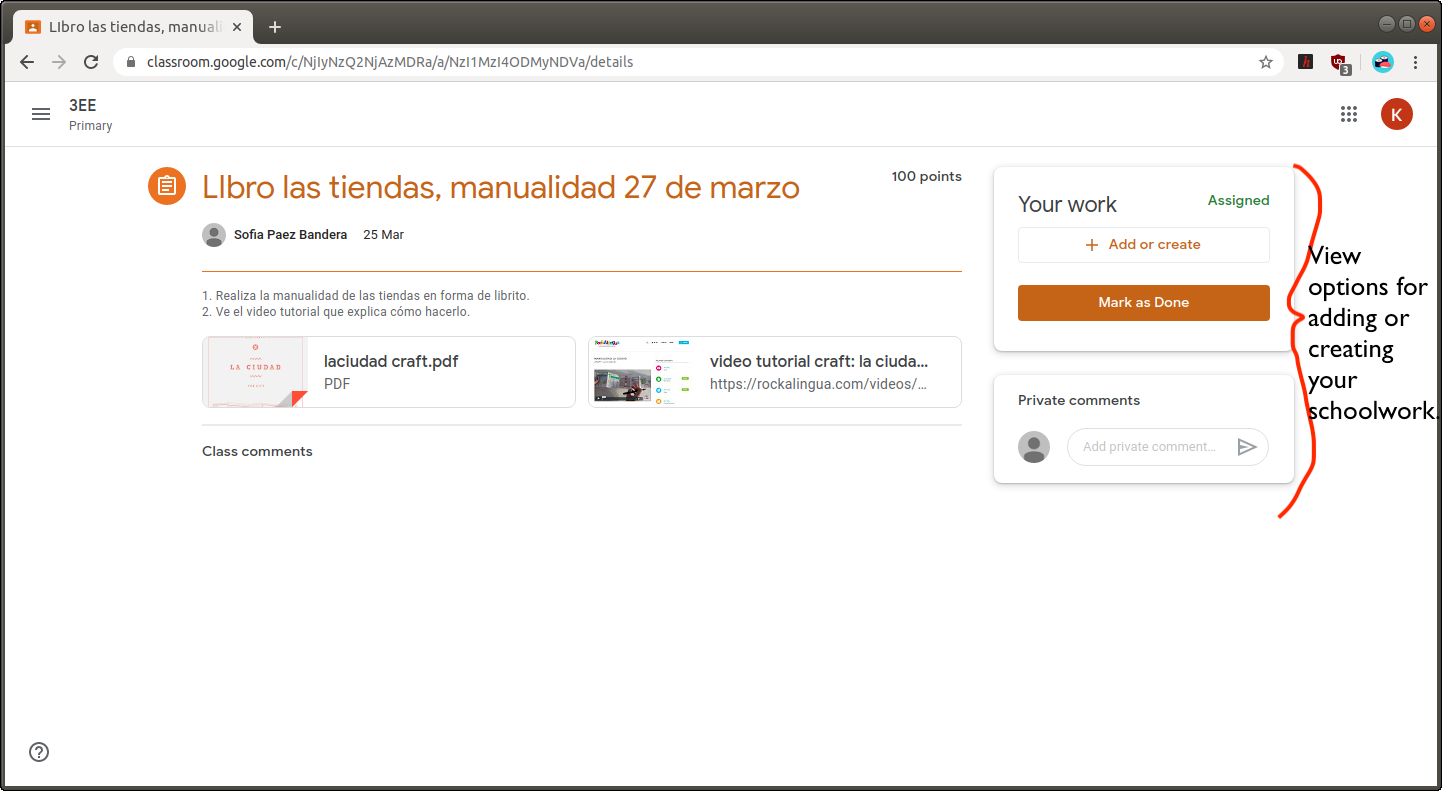 LIbro las tiendas, manuali
classroom.google.com/c/NjIyNzQ2NjAzMDRa/a/NzI1MzI4ODMyNDVa/details
3
3EE
Primary
K
LIbro las tiendas, manualidad 27 de marzo
100 points
Sofia Paez Bandera 25 Mar
1. Realiza la manualidad de las tiendas en forma de librito.
2. Ve el video tutorial que explica cómo hacerlo.
LA CIUDAD
laciudad craft.pdf
PDF
video tutorial craft: la ciuda...
https://rockalingua.com/videos/...
Class comments
Your work
Assigned
+ Add or create
Mark as Done
Private comments
Add private comment...
View
options for
adding or
creating
your
schoolwork.